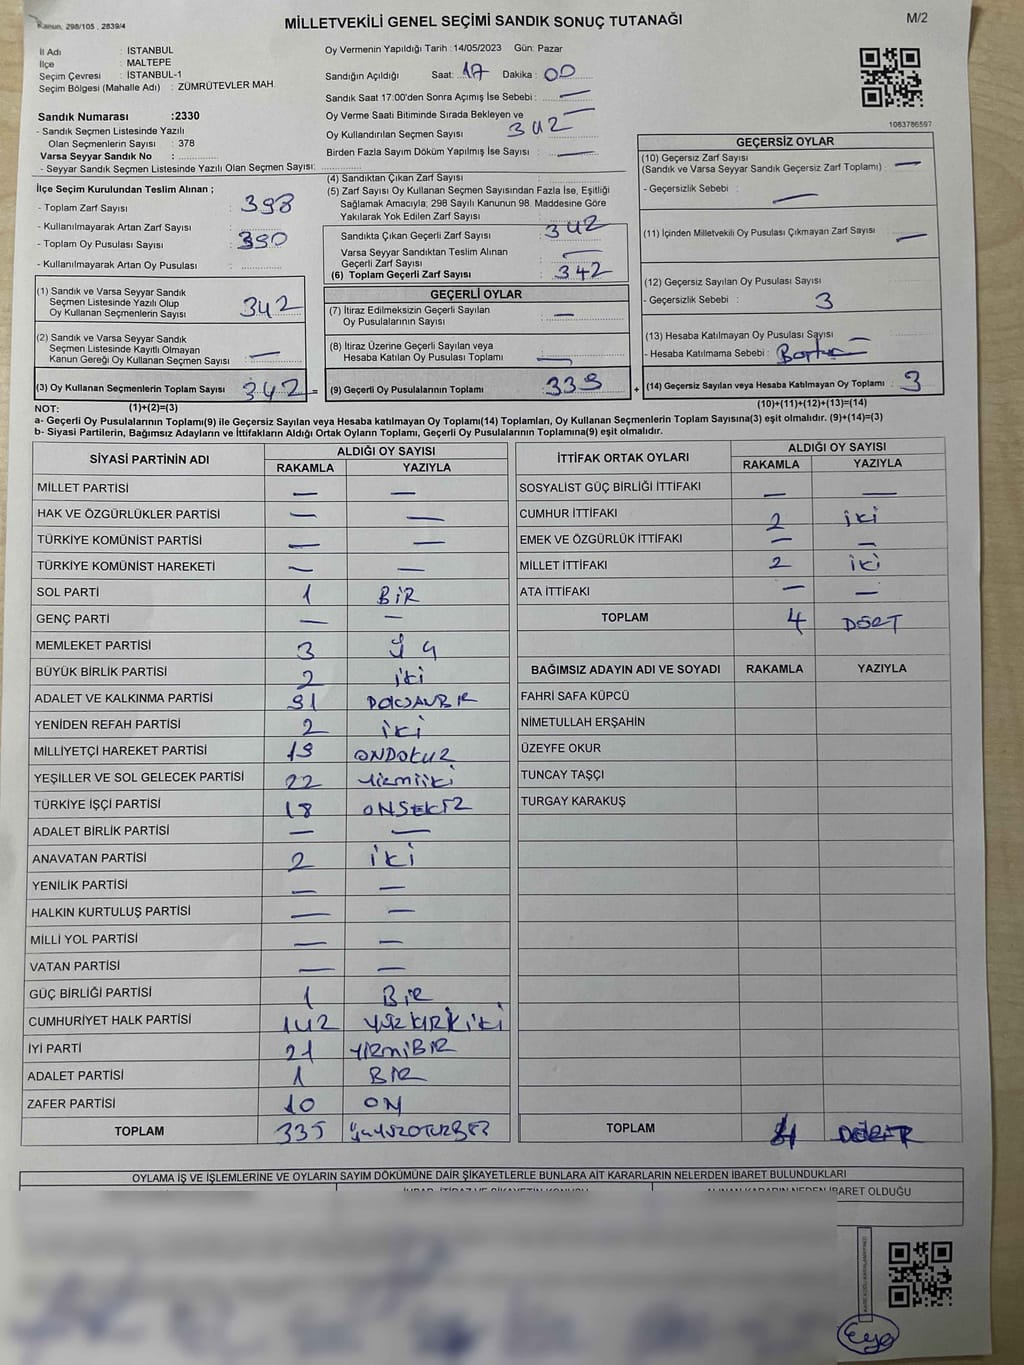 Kanun, 298/105 , 2839/4
MİLLETVEKİLİ GENEL SEÇİMİ SANDIK SONUÇ TUTANAĞI
M/2
İl Adı : İSTANBUL
İlçe : MALTEPE
Seçim Çevresi : İSTANBUL-1
Seçim Bölgesi (Mahalle Adı) : ZÜMRÜTEVLER MAH.
Sandık Numarası :2330
- Sandık Seçmen Listesinde Yazılı
Olan Seçmenlerin Sayısı : 378
Varsa Seyyar Sandık No :
- Seyyar Sandık Seçmen Listesinde Yazılı Olan Seçmen Sayısı:
Oy Vermenin Yapıldığı Tarih : 14/05/2023 Gün: Pazar
Sandığın Açıldığı Saat: 17 Dakika : 00
Sandık Saat 17:00'den Sonra Açımış İse Sebebi : —
Oy Verme Saati Bitiminde Sırada Bekleyen ve —
Oy Kullandırılan Seçmen Sayısı 342
Birden Fazla Sayım Döküm Yapılmış İse Sayısı : —
1083786597
İlçe Seçim Kurulundan Teslim Alınan ;
- Toplam Zarf Sayısı : 398
- Kullanılmayarak Artan Zarf Sayısı :
- Toplam Oy Pusulası Sayısı : 390
- Kullanılmayarak Artan Oy Pusulası :
(1) Sandık ve Varsa Seyyar Sandık
Seçmen Listesinde Yazılı Olup
Oy Kullanan Seçmenlerin Sayısı : 342
(2) Sandık ve Varsa Seyyar Sandık
Seçmen Listesinde Kayıtlı Olmayan
Kanun Gereği Oy Kullanan Seçmen Sayısı : —
(3) Oy Kullanan Seçmenlerin Toplam Sayısı : 342 =
(4) Sandıktan Çıkan Zarf Sayısı :
(5) Zarf Sayısı Oy Kullanan Seçmen Sayısından Fazla İse, Eşitliği
Sağlamak Amacıyla; 298 Sayılı Kanunun 98. Maddesine Göre
Yakılarak Yok Edilen Zarf Sayısı :
Sandıkta Çıkan Geçerli Zarf Sayısı : 342
Varsa Seyyar Sandıktan Teslim Alınan
Geçerli Zarf Sayısı : —
(6) Toplam Geçerli Zarf Sayısı : 342
GEÇERLİ OYLAR
(7) İtiraz Edilmeksizin Geçerli Sayılan
Oy Pusulalarının Sayısı : —
(8) İtiraz Üzerine Geçerli Sayılan veya
Hesaba Katılan Oy Pusulası Toplamı : —
(9) Geçerli Oy Pusulalarının Toplamı : 339 +
GEÇERSİZ OYLAR
(10) Geçersiz Zarf Sayısı
(Sandık ve Varsa Seyyar Sandık Geçersiz Zarf Toplamı) : —
- Geçersizlik Sebebi : —
(11) İçinden Milletvekili Oy Pusulası Çıkmayan Zarf Sayısı : —
(12) Geçersiz Sayılan Oy Pusulası Sayısı :
- Geçersizlik Sebebi : 3
(13) Hesaba Katılmayan Oy Pusulası Sayısı : —
- Hesaba Katılmama Sebebi :
(14) Geçersiz Sayılan veya Hesaba Katılmayan Oy Toplamı : 3
(10)+(11)+(12)+(13)=(14)
NOT: (1)+(2)=(3)
a- Geçerli Oy Pusulalarının Toplamı(9) ile Geçersiz Sayılan veya Hesaba katılmayan Oy Toplamı(14) Toplamları, Oy Kullanan Seçmenlerin Toplam Sayısına(3) eşit olmalıdır. (9)+(14)=(3)
b- Siyasi Partilerin, Bağımsız Adayların ve İttifakların Aldığı Ortak Oyların Toplamı, Geçerli Oy Pusulalarının Toplamına(9) eşit olmalıdır.
SİYASİ PARTİNİN ADI ALDIĞI OY SAYISI
RAKAMLA YAZIYLA
MİLLET PARTİSİ — —
HAK VE ÖZGÜRLÜKLER PARTİSİ — —
TÜRKİYE KOMÜNİST PARTİSİ — —
TÜRKİYE KOMÜNİST HAREKETİ — —
SOL PARTİ 1 BİR
GENÇ PARTİ — —
MEMLEKET PARTİSİ 3 Üç
BÜYÜK BİRLİK PARTİSİ 2 iki
ADALET VE KALKINMA PARTİSİ 91 DOKSANBİR
YENİDEN REFAH PARTİSİ 2 iki
MİLLİYETÇİ HAREKET PARTİSİ 19 ONDOKUZ
YEŞİLLER VE SOL GELECEK PARTİSİ 22 Yirmiiki
TÜRKİYE İŞÇİ PARTİSİ 18 ONSEKİZ
ADALET BİRLİK PARTİSİ — —
ANAVATAN PARTİSİ 2 iki
YENİLİK PARTİSİ — —
HALKIN KURTULUŞ PARTİSİ — —
MİLLİ YOL PARTİSİ — —
VATAN PARTİSİ — —
GÜÇ BİRLİĞİ PARTİSİ 1 BİR
CUMHURİYET HALK PARTİSİ 142 YÜZKIRKİKİ
İYİ PARTİ 21 YİRMİBİR
ADALET PARTİSİ 1 BİR
ZAFER PARTİSİ 10 ON
TOPLAM 335 ÜÇYÜZOTUZBEŞ
İTTİFAK ORTAK OYLARI ALDIĞI OY SAYISI
RAKAMLA YAZIYLA
SOSYALİST GÜÇ BİRLİĞİ İTTİFAKI — —
CUMHUR İTTİFAKI 2 iki
EMEK VE ÖZGÜRLÜK İTTİFAKI — —
MİLLET İTTİFAKI 2 iki
ATA İTTİFAKI — —
TOPLAM 4 DÖRT
BAĞIMSIZ ADAYIN ADI VE SOYADI RAKAMLA YAZIYLA
FAHRİ SAFA KÜPCÜ
NİMETULLAH ERŞAHİN
ÜZEYFE OKUR
TUNCAY TAŞÇI
TURGAY KARAKUŞ
TOPLAM
OYLAMA İŞ VE İŞLEMLERİNE VE OYLARIN SAYIM DÖKÜMÜNE DAİR ŞİKAYETLERLE BUNLARA AİT KARARLARIN NELERDEN İBARET BULUNDUKLARI